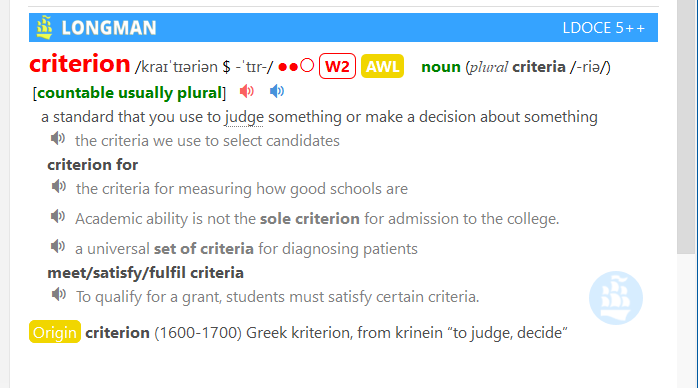 LONGMAN LDOCE 5++
criterion /kraɪˈtɪəriən $ -ˈtɪr-/ ●●○ W2 AWL noun (plural criteria /-riə/)
[countable usually plural]
a standard that you use to judge something or make a decision about something
the criteria we use to select candidates
criterion for
the criteria for measuring how good schools are
Academic ability is not the sole criterion for admission to the college.
a universal set of criteria for diagnosing patients
meet/satisfy/fulfil criteria
To qualify for a grant, students must satisfy certain criteria.
Origin criterion (1600-1700) Greek kriterion, from krinein “to judge, decide”